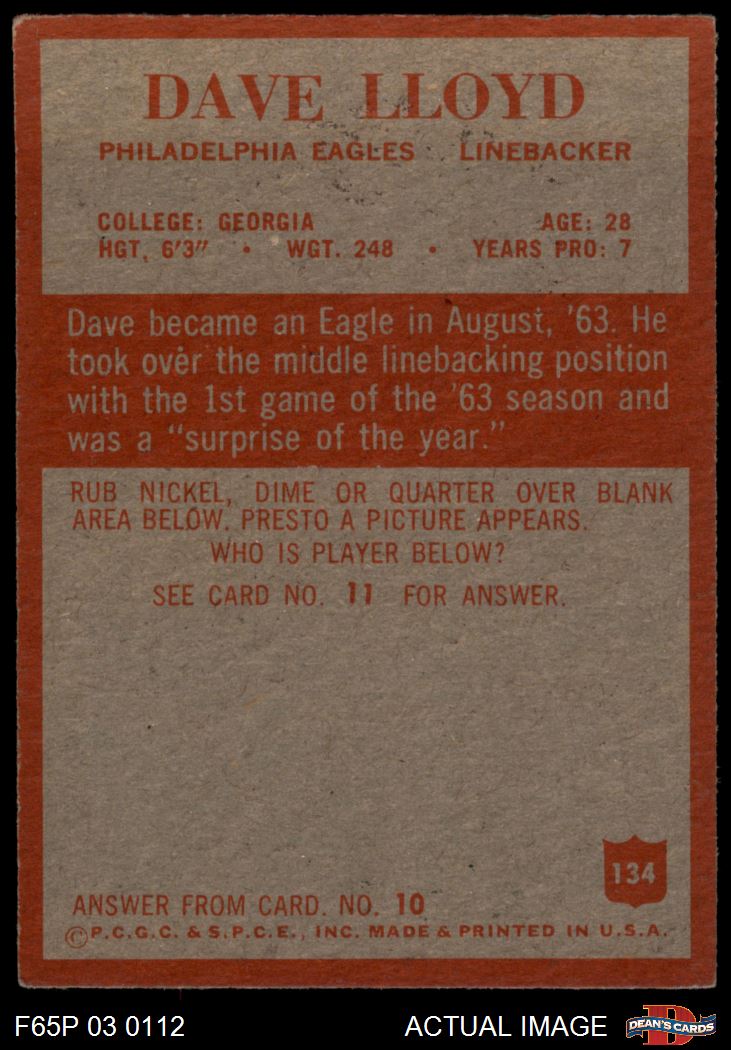 DAVE LLOYD
PHILADELPHIA EAGLES LINEBACKER
COLLEGE: GEORGIA AGE: 28
HGT. 6'3" • WGT. 248 • YEARS PRO: 7
Dave became an Eagle in August, '63. He
took over the middle linebacking position
with the 1st game of the '63 season and
was a "surprise of the year."
RUB NICKEL, DIME OR QUARTER OVER BLANK
AREA BELOW. PRESTO A PICTURE APPEARS.
WHO IS PLAYER BELOW?
SEE CARD NO. 11 FOR ANSWER.
134
ANSWER FROM CARD. NO. 10
©P.C.G.C. & S.P.C.E., INC. MADE & PRINTED IN U.S.A.
F65P 03 0112 ACTUAL IMAGE D DEAN'S CARDS